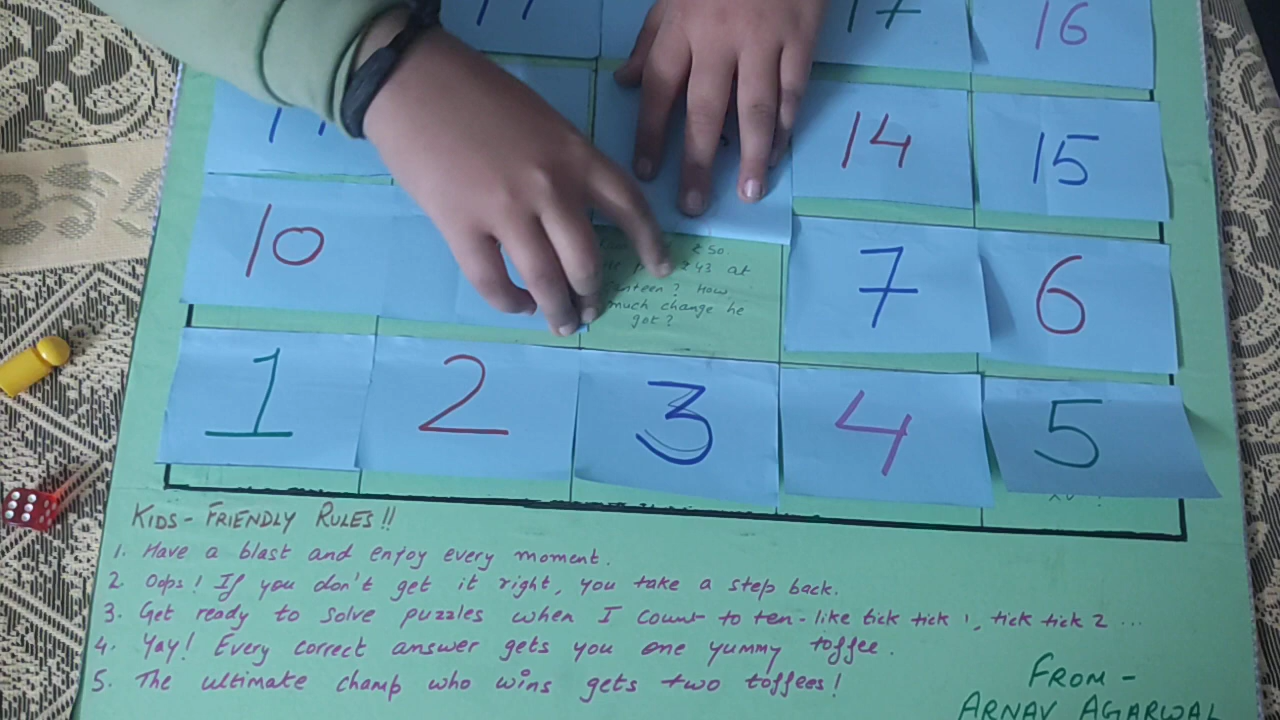 17 16
14 15
10 7 6
₹50.
₹43 at
? How
much change he
got?
1 2 3 4 5
KIDS - FRIENDLY RULES!!
1. Have a blast and enjoy every moment.
2 Oops! If you don't get it right, you take a step back.
3. Get ready to solve puzzles when I count to ten - like tick tick 1, tick tick 2 ...
4. Yay! Every correct answer gets you one yummy toffee.
5. The ultimate champ who wins gets two toffees!
FROM -
ARNAV AGARWAL